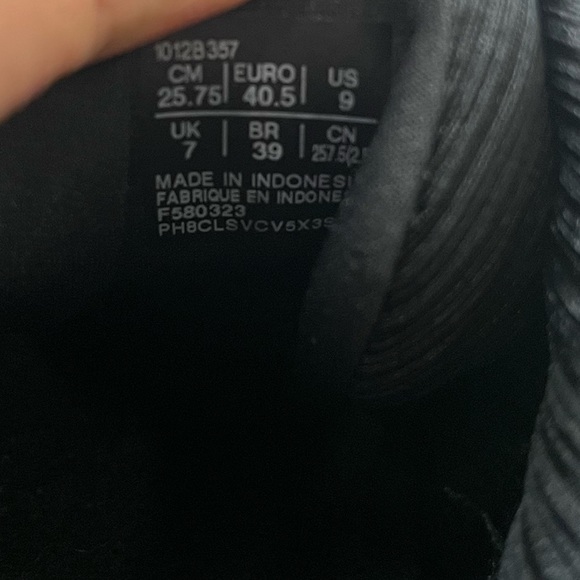 1012B357
CM EURO US
25.75 40.5 9
UK BR CN
7 39
MADE IN
FABRIQUE EN
F580323